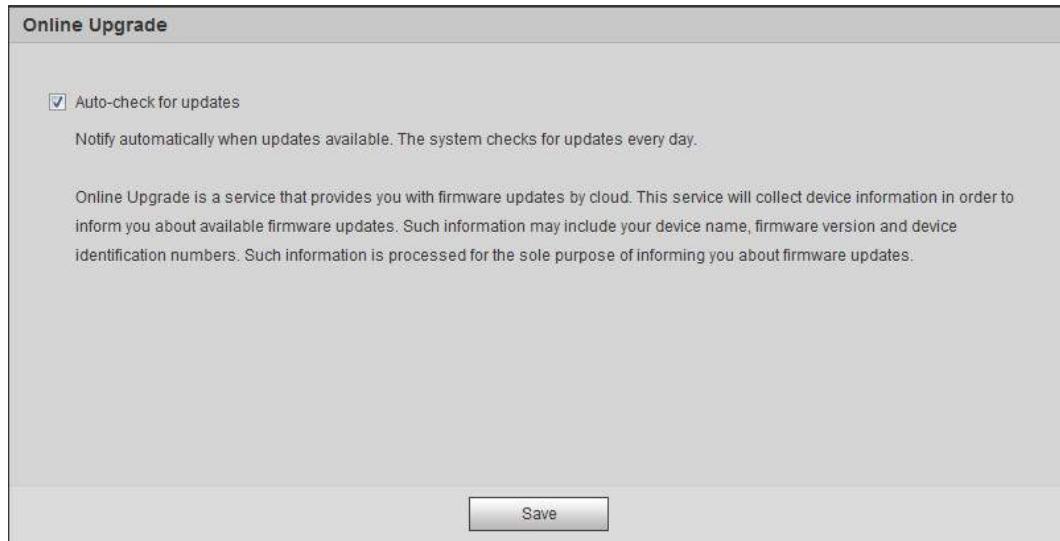 Online Upgrade
Auto-check for updates
Notify automatically when updates available. The system checks for updates every day.
Online Upgrade is a service that provides you with firmware updates by cloud. This service will collect device information in order to
inform you about available firmware updates. Such information may include your device name, firmware version and device
identification numbers. Such information is processed for the sole purpose of informing you about firmware updates.
Save